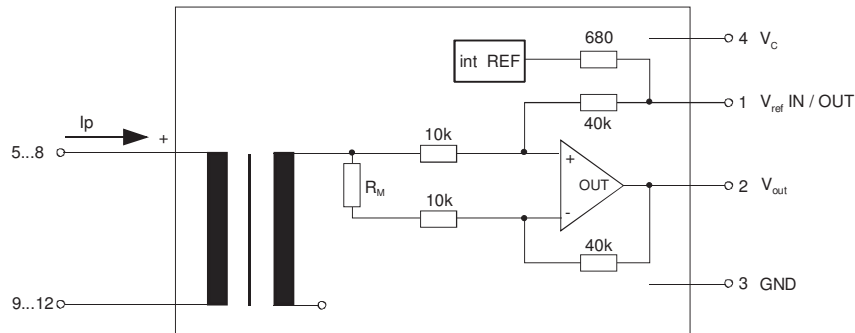 680
4 V_C
int REF
Ip
1 V_ref IN / OUT
+
10k
40k
5...8
+
OUT
R_M
10k
2 V_out
-
40k
3 GND
9...12